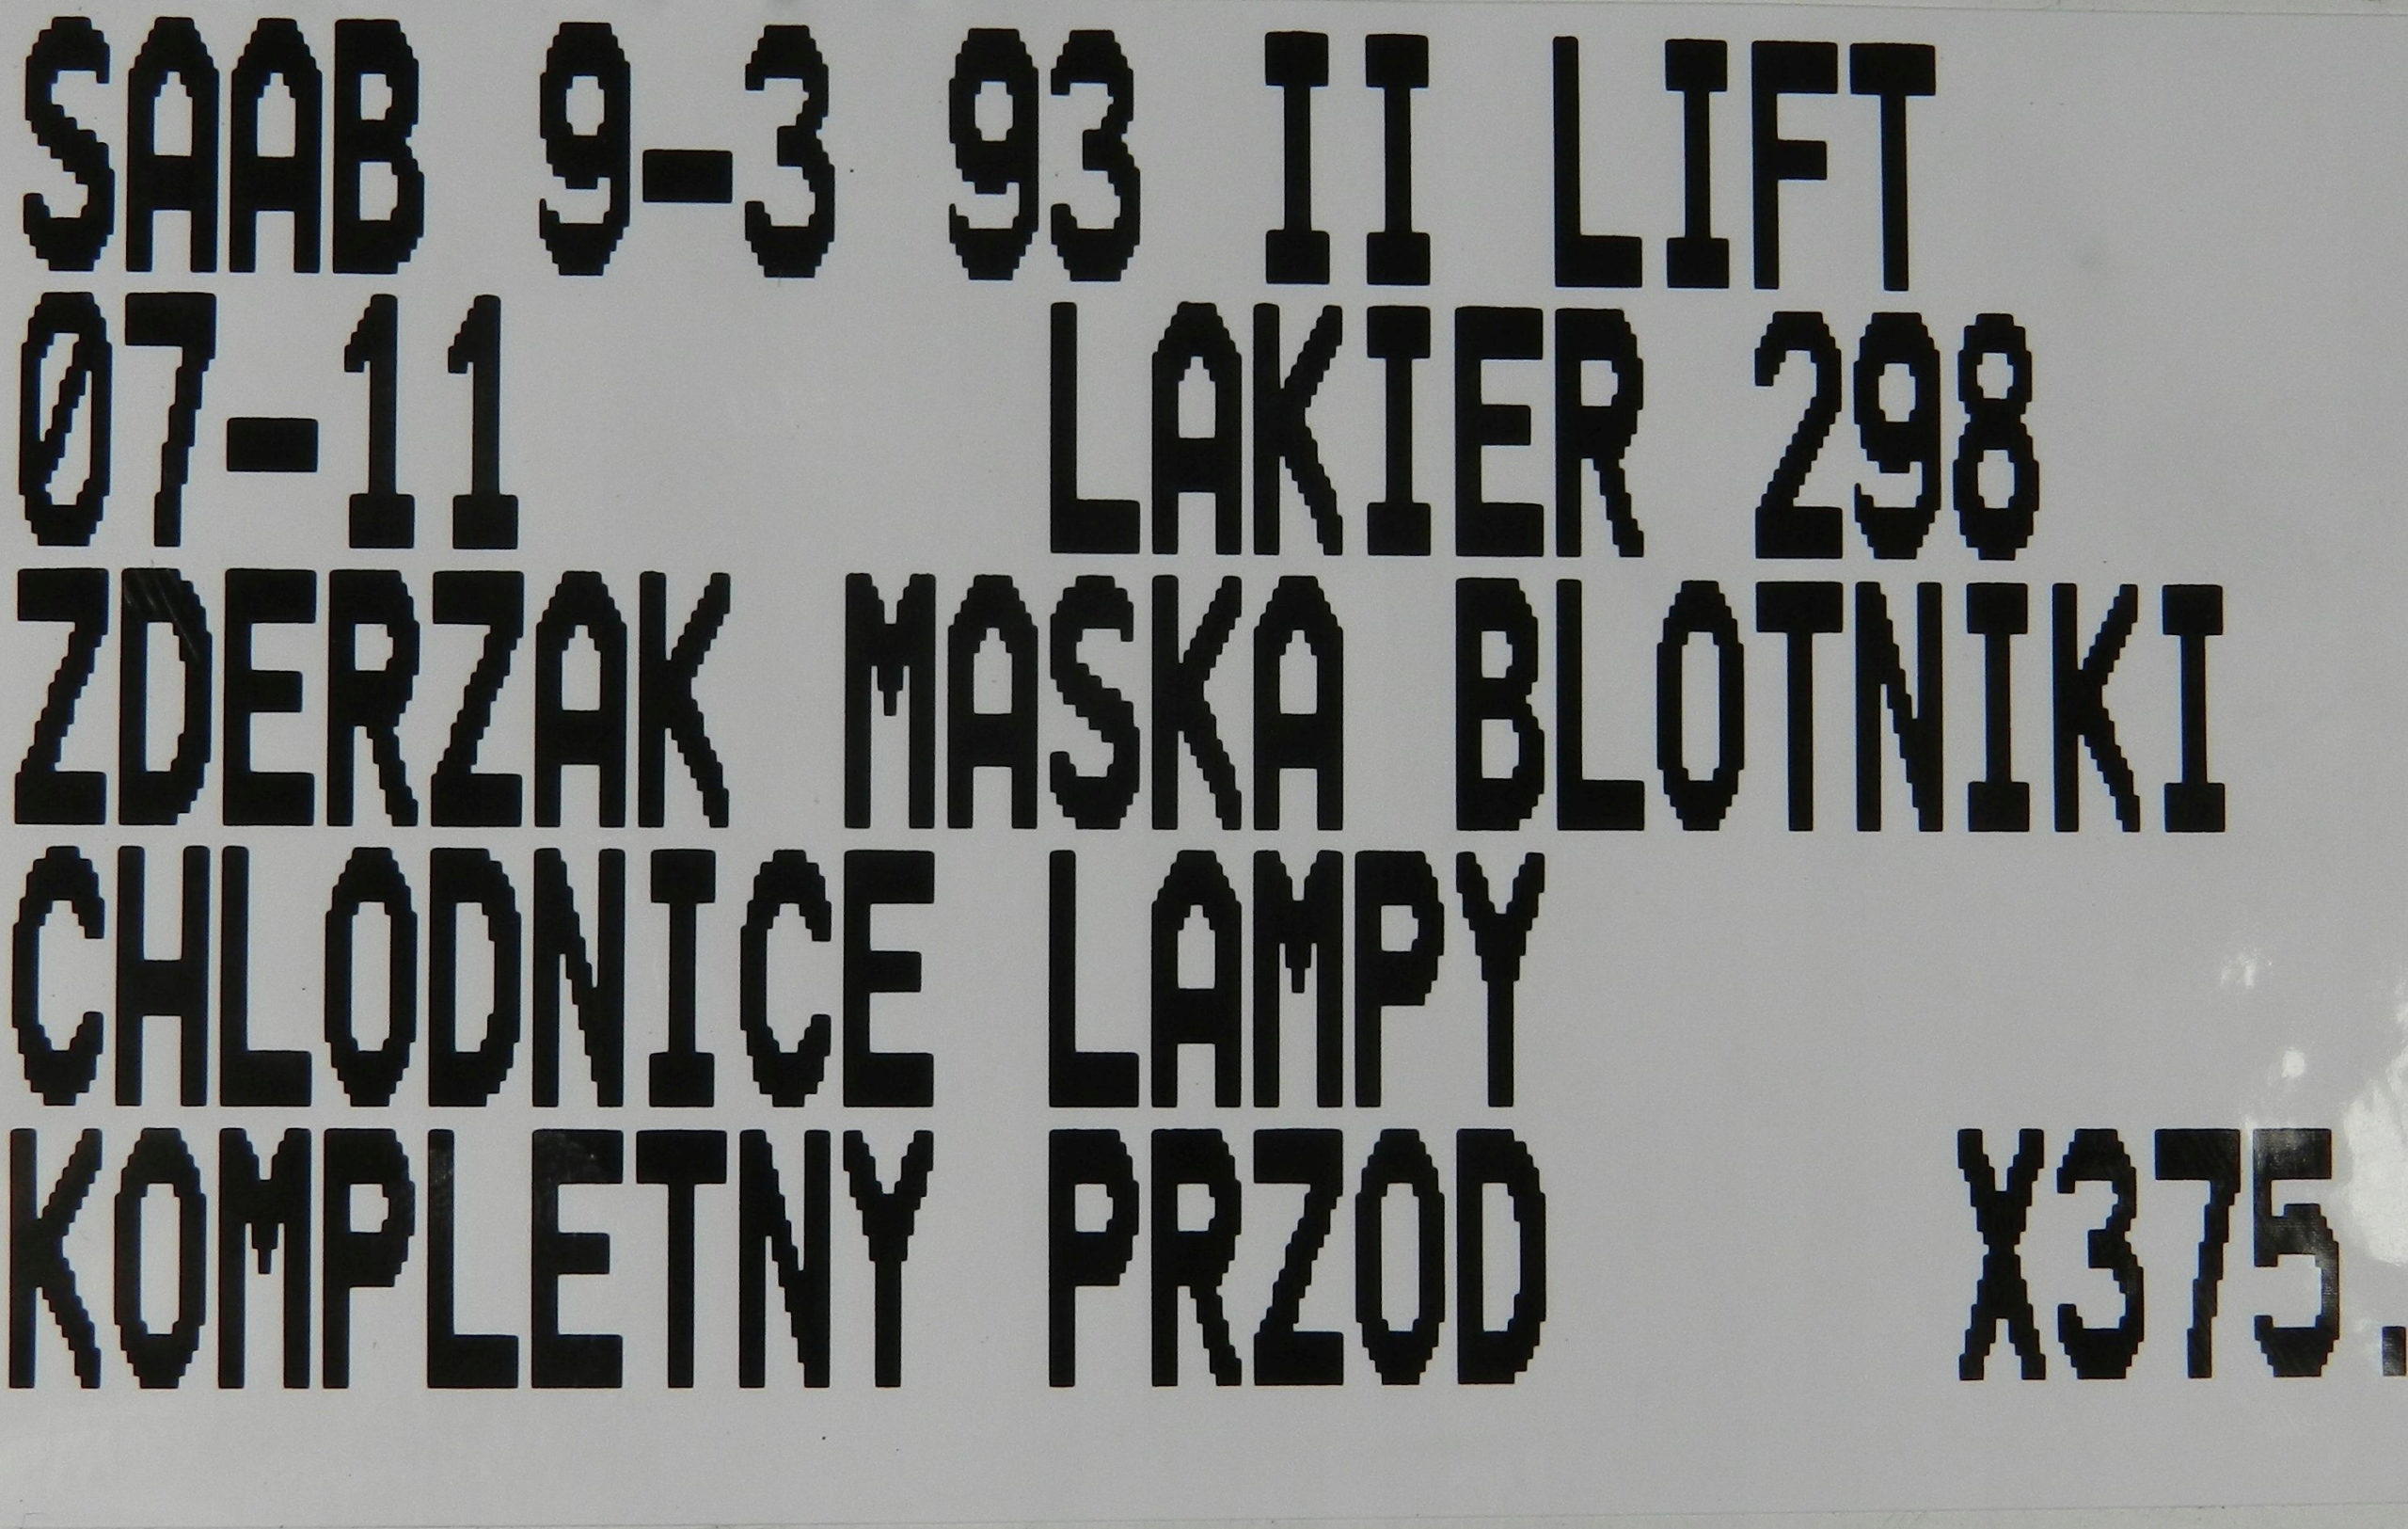 SAAB 9-3 93 II LIFT
07-11 LAKIER 298
ZDERZAK MASKA BLOTNIKI
CHLODNICE LAMPY
KOMPLETNY PRZOD X375.